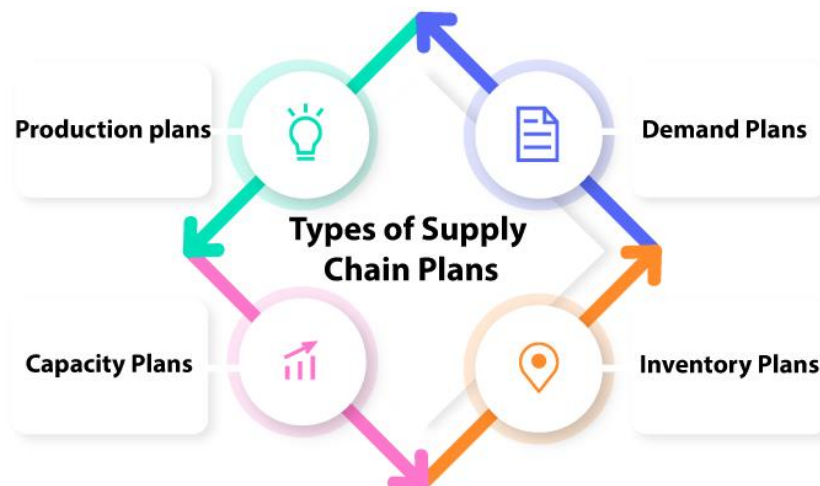 Production plans
Demand Plans
Types of Supply
Chain Plans
Capacity Plans
Inventory Plans